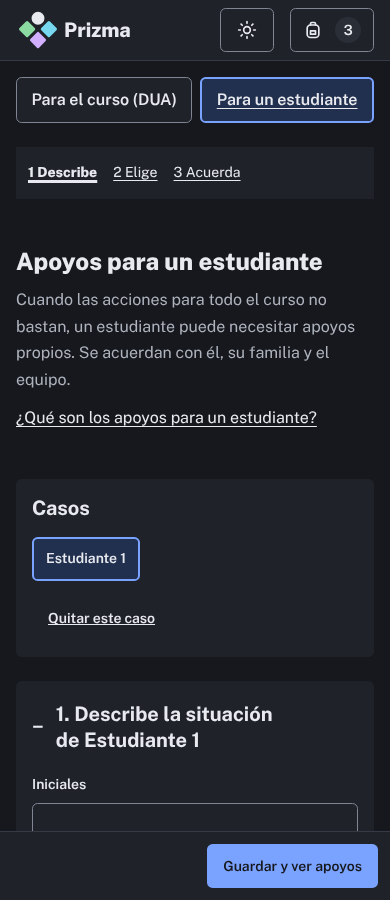 Prizma
3
Para el curso (DUA)
Para un estudiante
1 Describe
2 Elige
3 Acuerda
Apoyos para un estudiante
Cuando las acciones para todo el curso no
bastan, un estudiante puede necesitar apoyos
propios. Se acuerdan con él, su familia y el
equipo.
¿Qué son los apoyos para un estudiante?
Casos
Estudiante 1
Quitar este caso
– 1. Describe la situación
de Estudiante 1
Iniciales
Guardar y ver apoyos